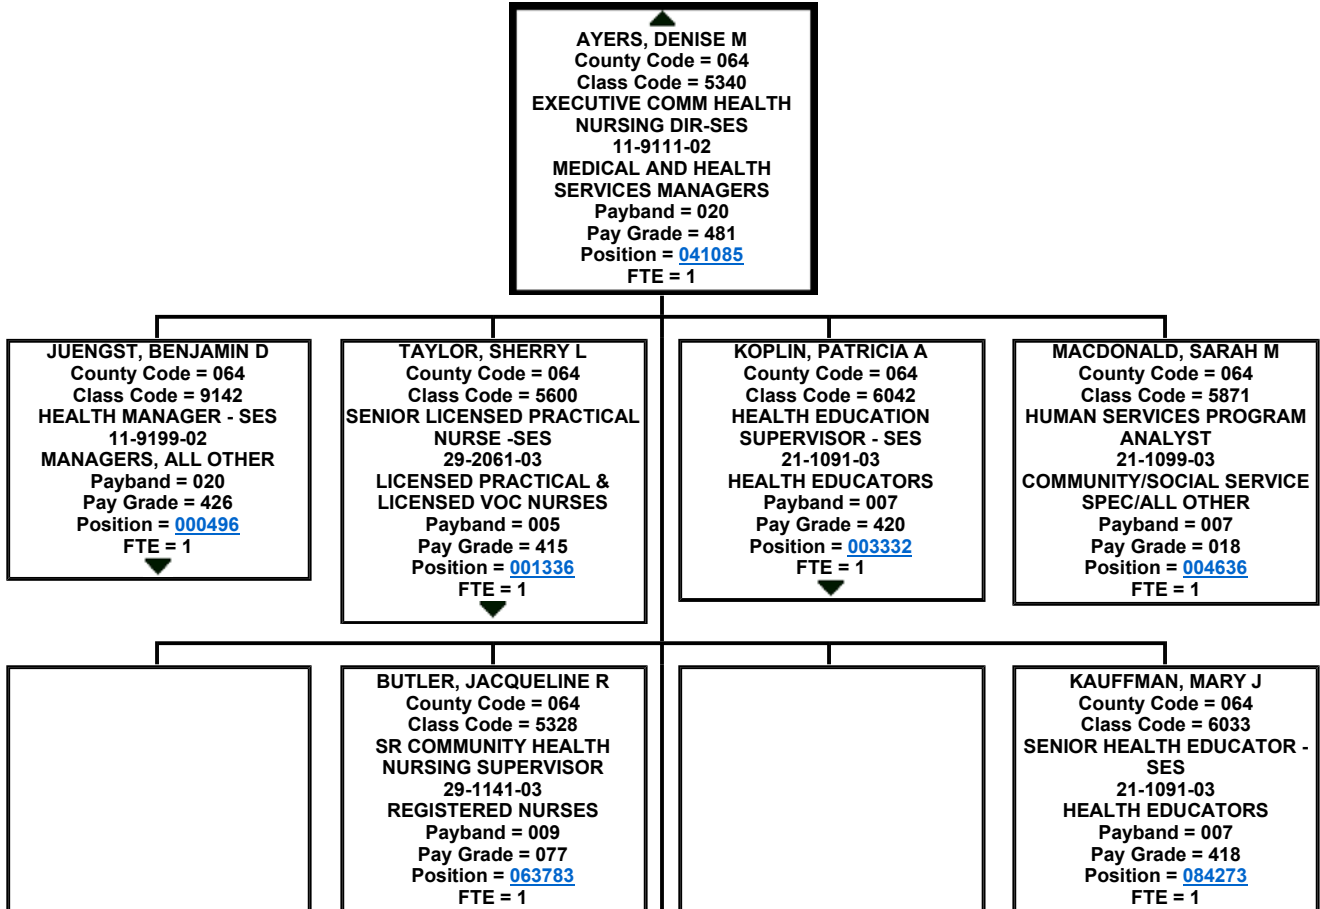 AYERS, DENISE M
County Code = 064
Class Code = 5340
EXECUTIVE COMM HEALTH
NURSING DIR-SES
11-9111-02
MEDICAL AND HEALTH
SERVICES MANAGERS
Payband = 020
Pay Grade = 481
Position = 041085
FTE = 1
JUENGST, BENJAMIN D
County Code = 064
Class Code = 9142
HEALTH MANAGER - SES
11-9199-02
MANAGERS, ALL OTHER
Payband = 020
Pay Grade = 426
Position = 000496
FTE = 1
TAYLOR, SHERRY L
County Code = 064
Class Code = 5600
SENIOR LICENSED PRACTICAL
NURSE -SES
29-2061-03
LICENSED PRACTICAL &
LICENSED VOC NURSES
Payband = 005
Pay Grade = 415
Position = 001336
FTE = 1
KOPLIN, PATRICIA A
County Code = 064
Class Code = 6042
HEALTH EDUCATION
SUPERVISOR - SES
21-1091-03
HEALTH EDUCATORS
Payband = 007
Pay Grade = 420
Position = 003332
FTE = 1
MACDONALD, SARAH M
County Code = 064
Class Code = 5871
HUMAN SERVICES PROGRAM
ANALYST
21-1099-03
COMMUNITY/SOCIAL SERVICE
SPEC/ALL OTHER
Payband = 007
Pay Grade = 018
Position = 004636
FTE = 1
BUTLER, JACQUELINE R
County Code = 064
Class Code = 5328
SR COMMUNITY HEALTH
NURSING SUPERVISOR
29-1141-03
REGISTERED NURSES
Payband = 009
Pay Grade = 077
Position = 063783
FTE = 1
KAUFFMAN, MARY J
County Code = 064
Class Code = 6033
SENIOR HEALTH EDUCATOR -
SES
21-1091-03
HEALTH EDUCATORS
Payband = 007
Pay Grade = 418
Position = 084273
FTE = 1